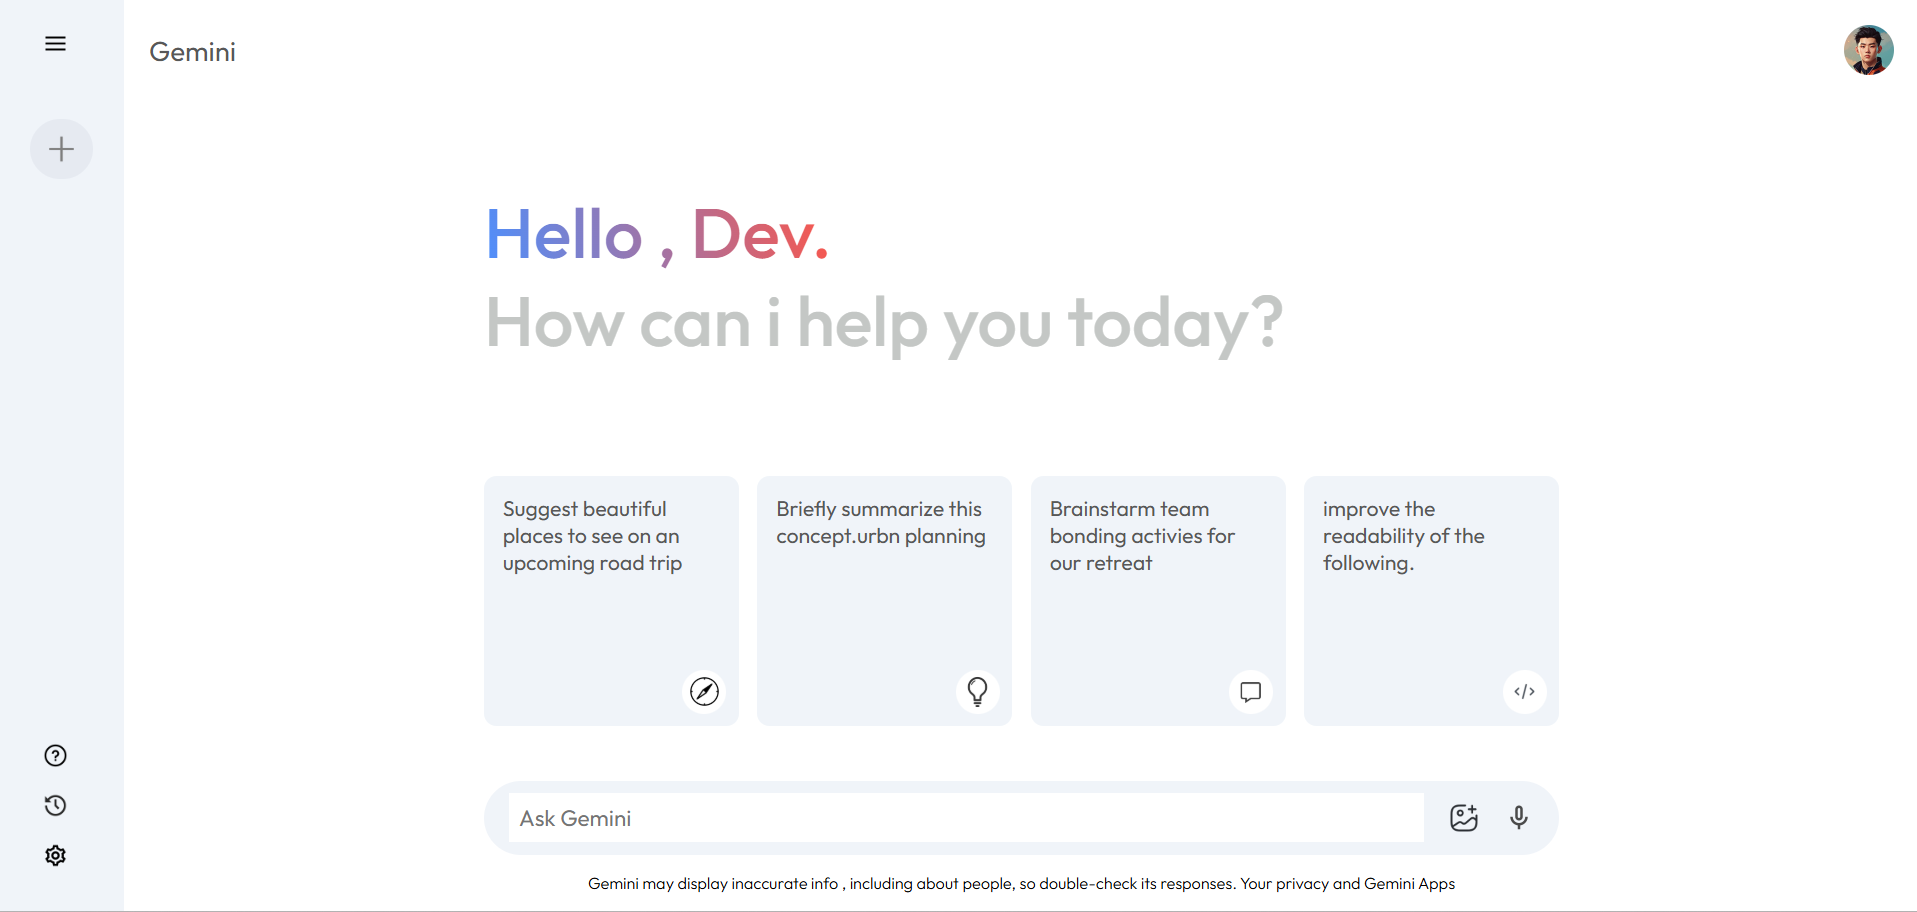 Gemini
Hello , Dev.
How can i help you today?
Suggest beautiful
places to see on an
upcoming road trip
Briefly summarize this
concept.urbn planning
Brainstarm team
bonding activies for
our retreat
improve the
readability of the
following.
Ask Gemini
Gemini may display inaccurate info , including about people, so double-check its responses. Your privacy and Gemini Apps